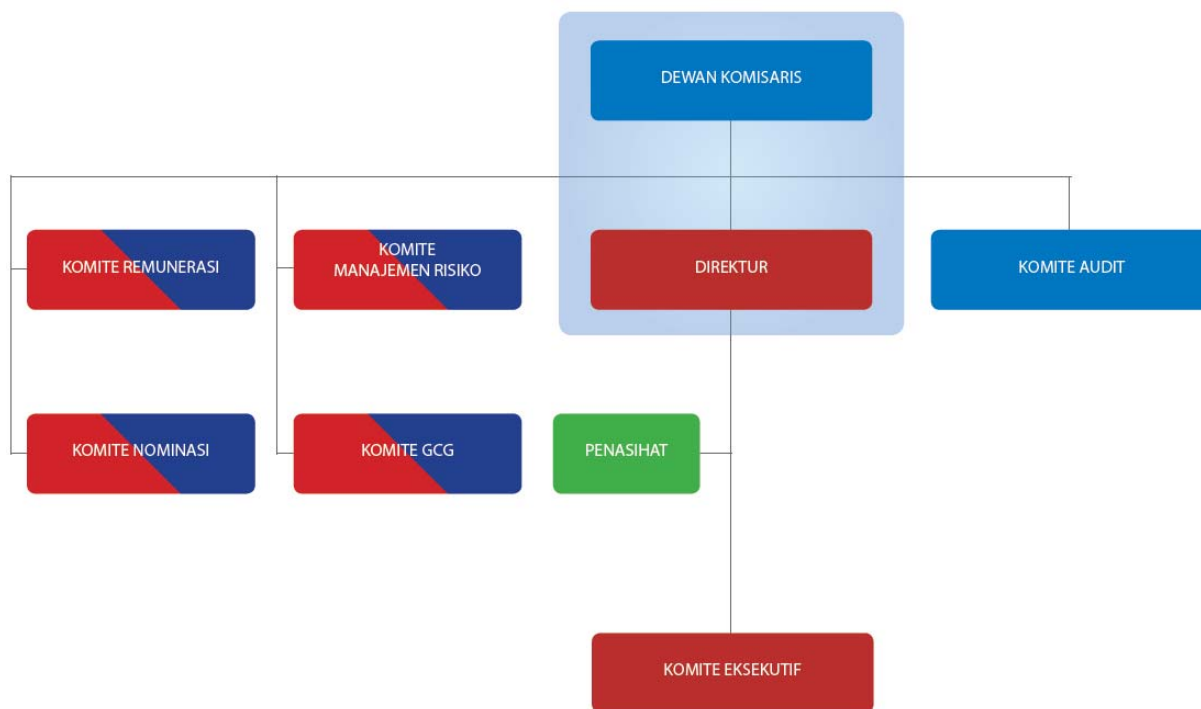 DEWAN KOMISARIS
KOMITE REMUNERASI
KOMITE
MANAJEMEN RISIKO
DIREKTUR
KOMITE AUDIT
KOMITE NOMINASI
KOMITE GCG
PENASIHAT
KOMITE EKSEKUTIF